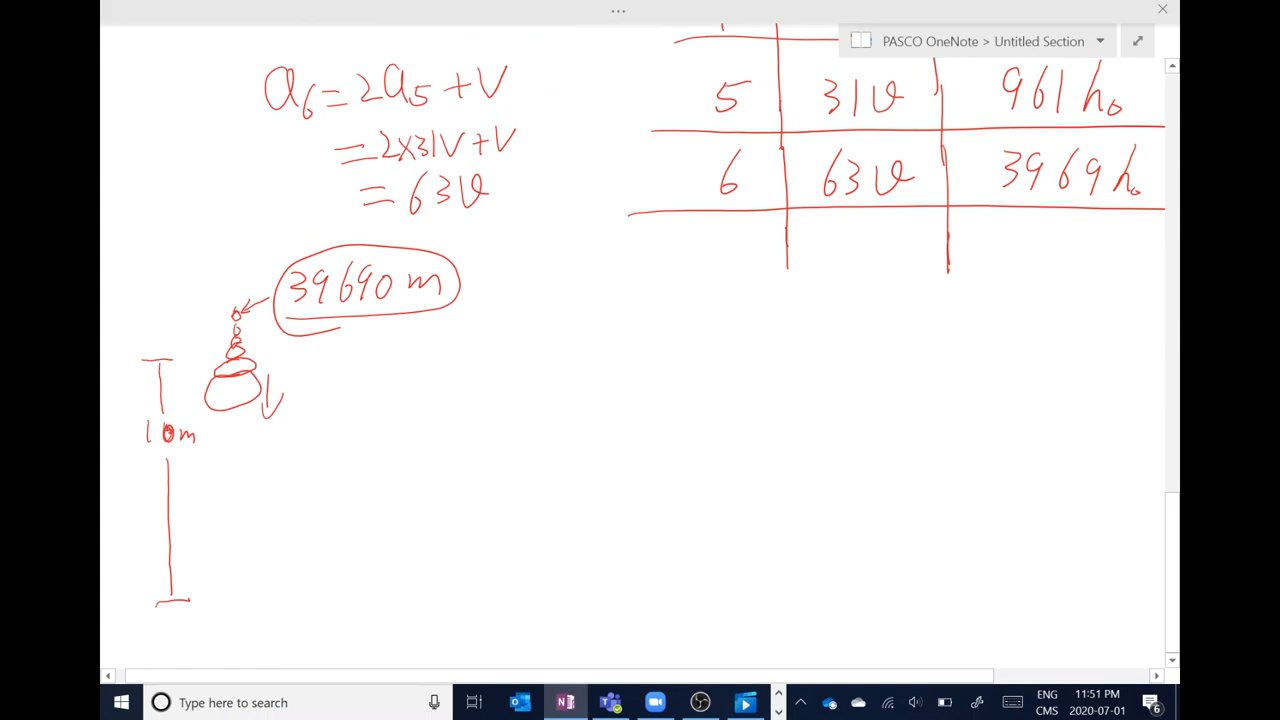 PASCO OneNote > Untitled Section
a₆ = 2a₅ + V
= 2×31V + V
= 63V
5 31V 961 h₀
6 63V 3969 h₀
39690 m
10m
Type here to search
ENG
CMS
11:51 PM
2020-07-01
6